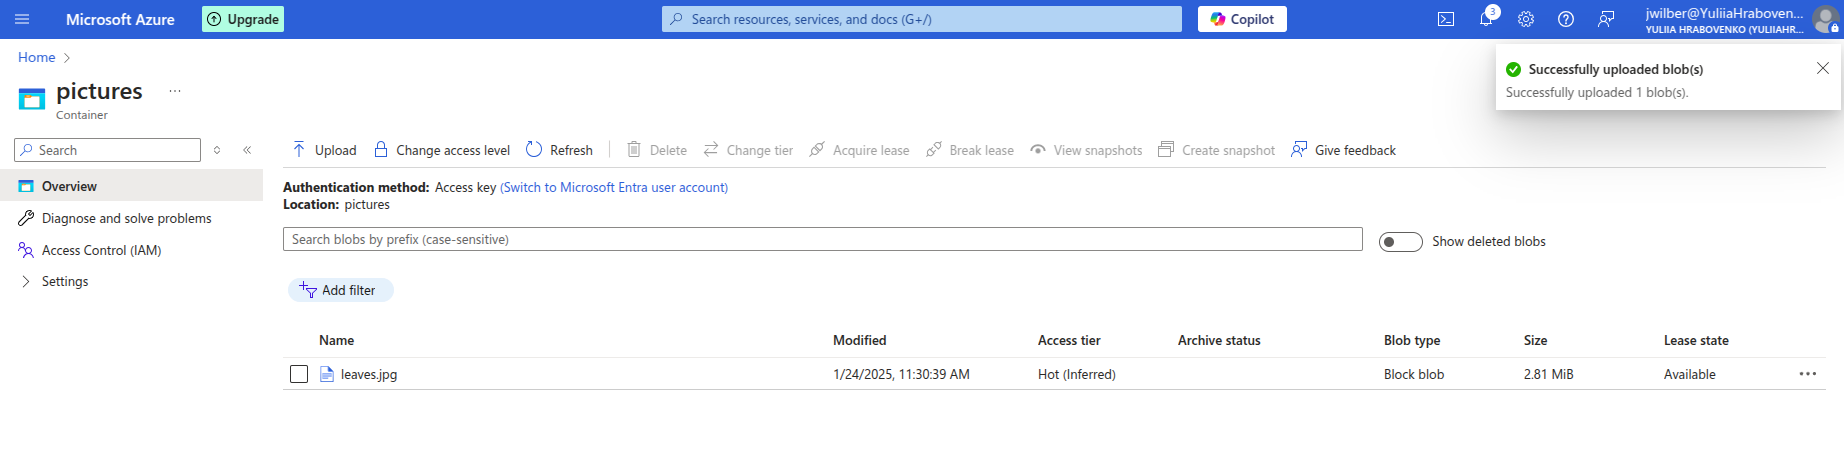 Microsoft Azure
Upgrade
Search resources, services, and docs (G+/)
Copilot
3
jwilber@YuliiaHraboven...
YULIIA HRABOVENKO (YULIIAHR...
Home
Successfully uploaded blob(s)
Successfully uploaded 1 blob(s).
pictures
...
Container
Search
Overview
Diagnose and solve problems
Access Control (IAM)
Settings
Upload
Change access level
Refresh
Delete
Change tier
Acquire lease
Break lease
View snapshots
Create snapshot
Give feedback
Authentication method: Access key (Switch to Microsoft Entra user account)
Location: pictures
Search blobs by prefix (case-sensitive)
Show deleted blobs
Add filter
Name Modified Access tier Archive status Blob type Size Lease state
leaves.jpg 1/24/2025, 11:30:39 AM Hot (Inferred) Block blob 2.81 MiB Available ...